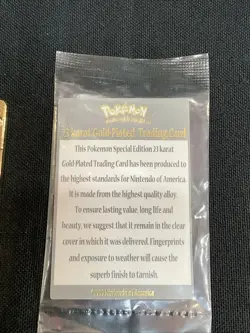 POKéMON
23 karat Gold-Plated Trading Card
This Pokemon Special Edition 23 karat
Gold-Plated Trading Card has been produced to
the highest standards for Nintendo of America.
It is made from the highest quality alloy.
To ensure lasting value, long life and
beauty, we suggest that it remain in the clear
cover in which it was delivered. Fingerprints
and exposure to weather will cause the
superb finish to tarnish.
Nintendo of America